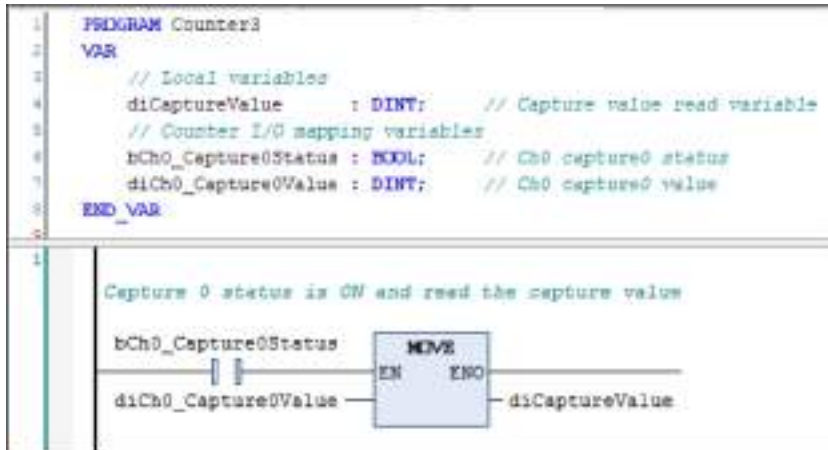 1 PROGRAM Counter3
2 VAR
3 // Local variables
4 diCaptureValue : DINT; // Capture value read variable
5 // Counter I/O mapping variables
6 bCh0_Capture0Status : BOOL; // Ch0 capture0 status
7 diCh0_Capture0Value : DINT; // Ch0 capture0 value
8 END_VAR
9
1
Capture 0 status is ON and read the capture value
bCh0_Capture0Status
MOVE
EN ENO
diCh0_Capture0Value diCaptureValue